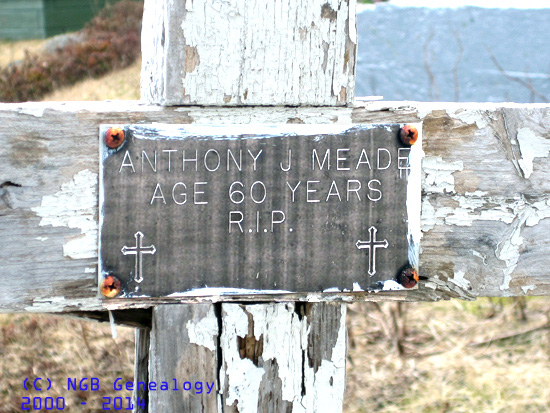 ANTHONY J MEADE
AGE 60 YEARS
R.I.P.
(C) NGB Genealogy
2000 - 2014